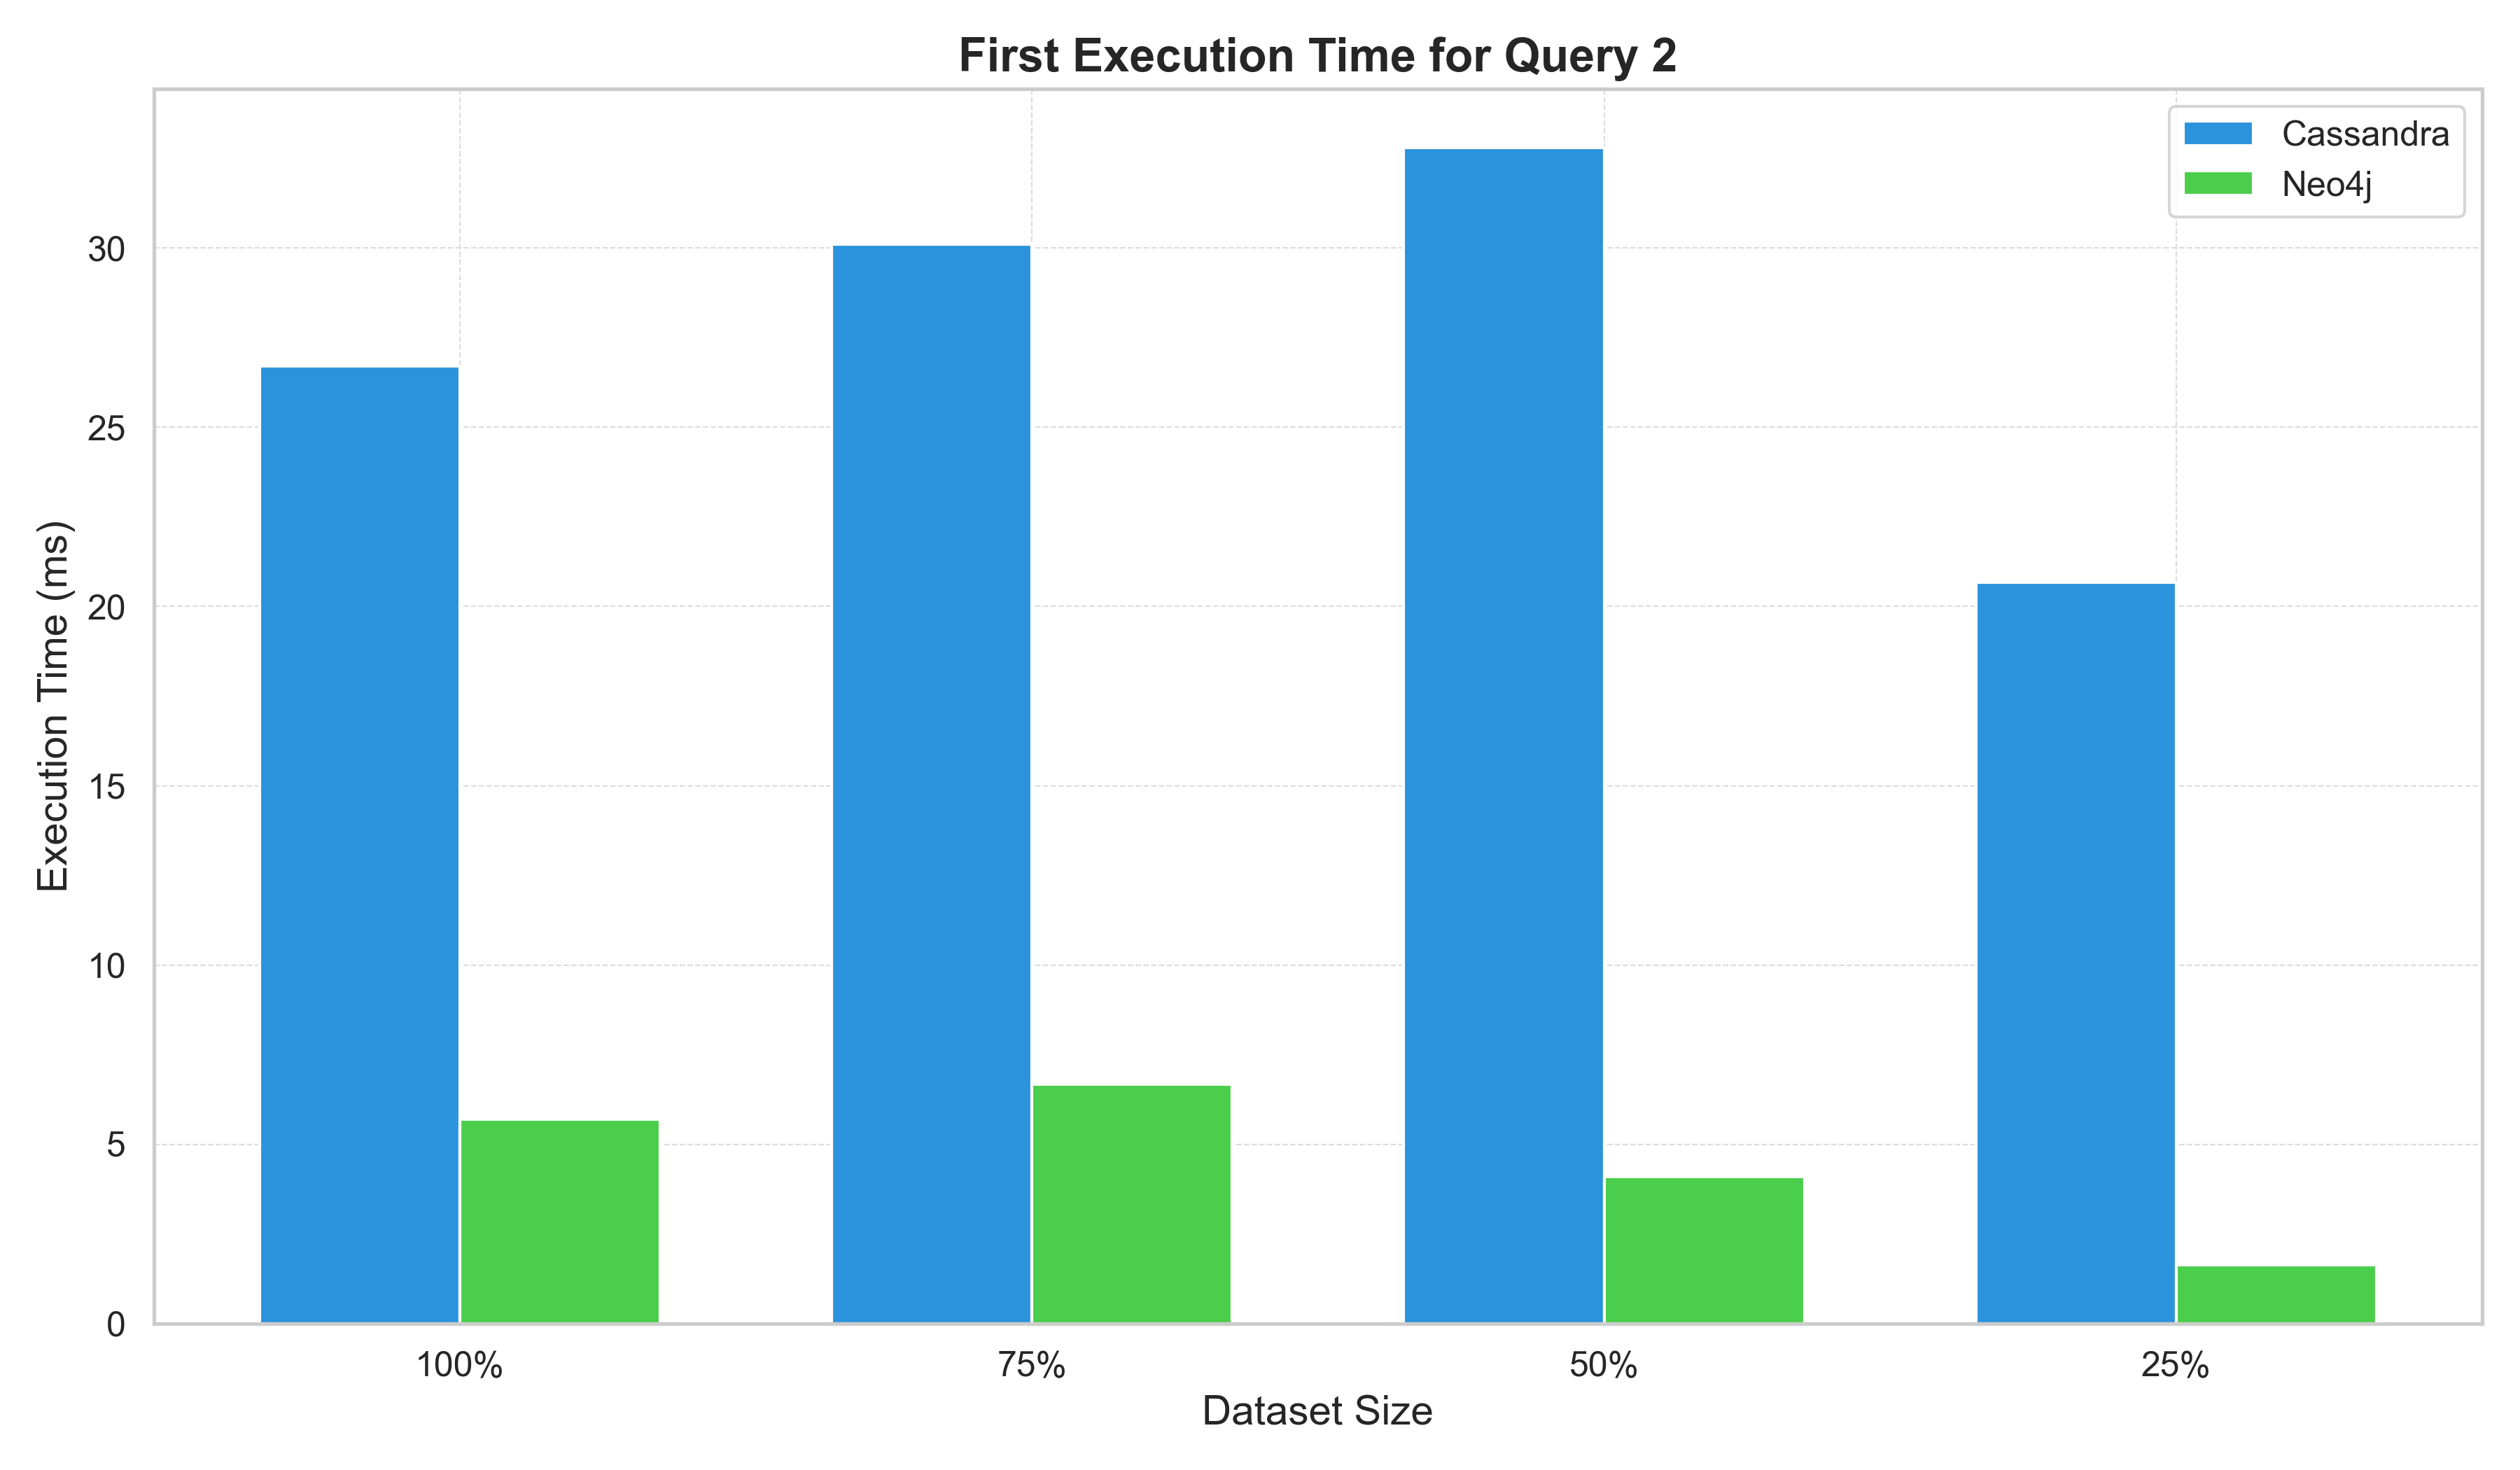 First Execution Time for Query 2
Cassandra
Neo4j
Execution Time (ms)
30
25
20
15
10
5
0
100% 75% 50% 25%
Dataset Size